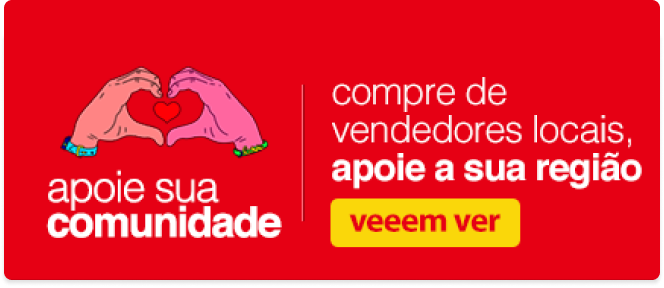 apoie sua
comunidade
compre de
vendedores locais,
apoie a sua região
veeem ver